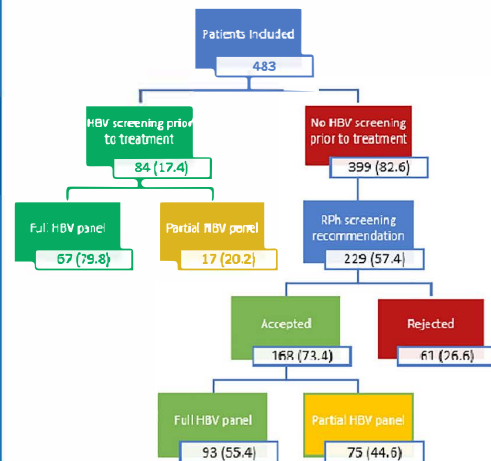 Patients Included
483
HBV screening prior
to treatment
84 (17.4)
No HBV screening
prior to treatment
399 (82.6)
Full HBV panel
67 (79.8)
Partial HBV panel
17 (20.2)
RPh screening
recommendation
229 (57.4)
Accepted
168 (73.4)
Rejected
61 (26.6)
Full HBV panel
93 (55.4)
Partial HBV panel
75 (44.6)